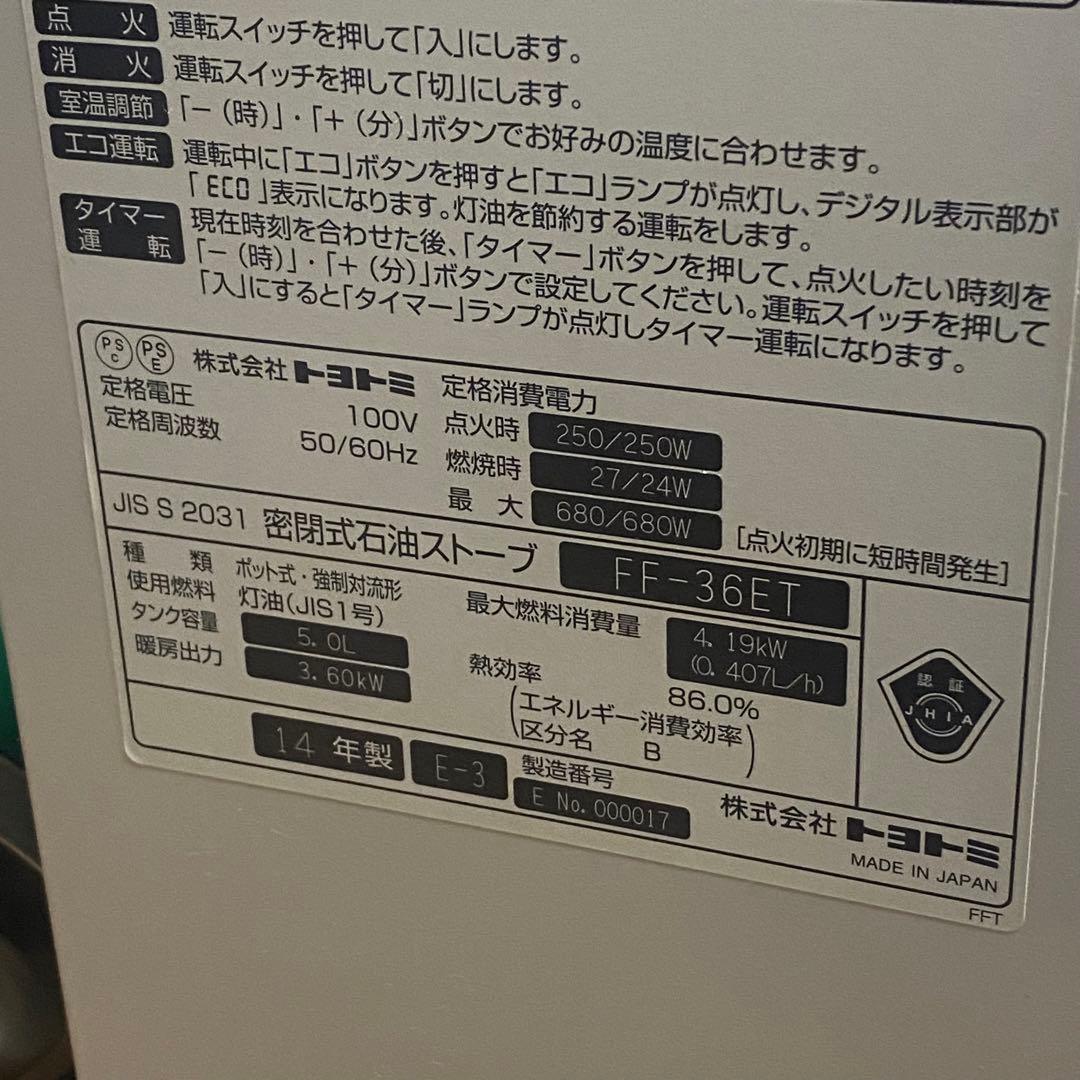 点火 運転スイッチを押して「入」にします。
消火 運転スイッチを押して「切」にします。
室温調節 「－（時）」・「＋（分）」ボタンでお好みの温度に合わせます。
エコ運転 運転中に「エコ」ボタンを押すと「エコ」ランプが点灯し、デジタル表示部が
「ECO」表示になります。灯油を節約する運転をします。
タイマー 現在時刻を合わせた後、「タイマー」ボタンを押して、点火したい時刻を
運転 「－（時）」・「＋（分）」ボタンで設定してください。運転スイッチを押して
「入」にすると「タイマー」ランプが点灯しタイマー運転になります。
PSC PSE 株式会社トヨトミ
定格電圧 100V
定格周波数 50/60Hz
定格消費電力
点火時 250/250W
燃焼時 27/24W
最大 680/680W [点火初期に短時間発生]
JIS S 2031 密閉式石油ストーブ FF-36ET
種類 ポット式・強制対流形
使用燃料 灯油(JIS1号)
タンク容量 5.0L
暖房出力 3.60kW
最大燃料消費量 4.19kW
(0.407L/h)
熱効率 86.0%
(エネルギー消費効率)
区分名 B
認証
JHIA
14年製 E-3 製造番号
E No.000017
株式会社トヨトミ
MADE IN JAPAN
FFT